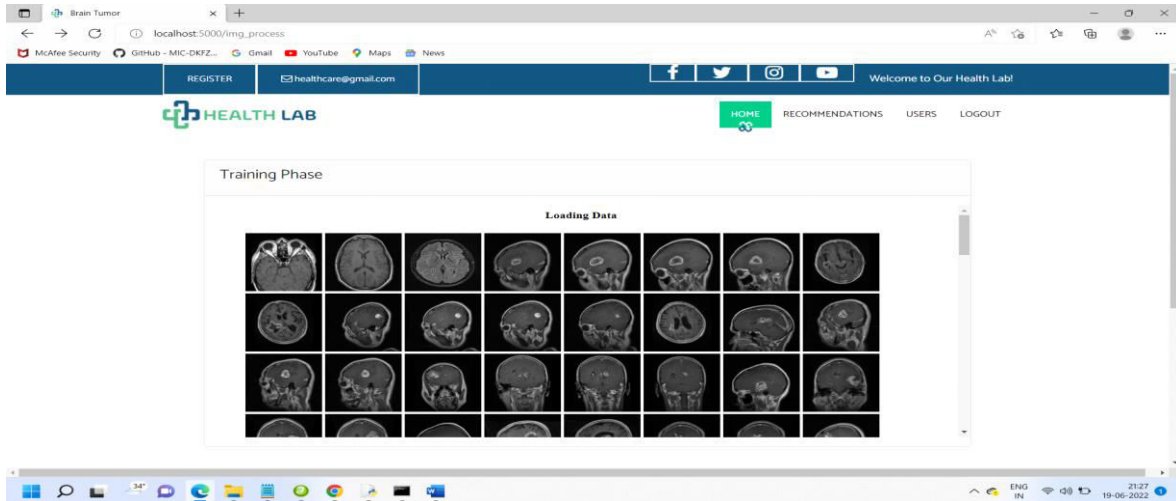 Brain Tumor
localhost:5000/img_process
McAfee Security GitHub - MIC-DKFZ... Gmail YouTube Maps News
REGISTER healthcare@gmail.com Welcome to Our Health Lab!
HEALTH LAB HOME RECOMMENDATIONS USERS LOGOUT
Training Phase
Loading Data
34°
ENG 21:27
IN 19-06-2022